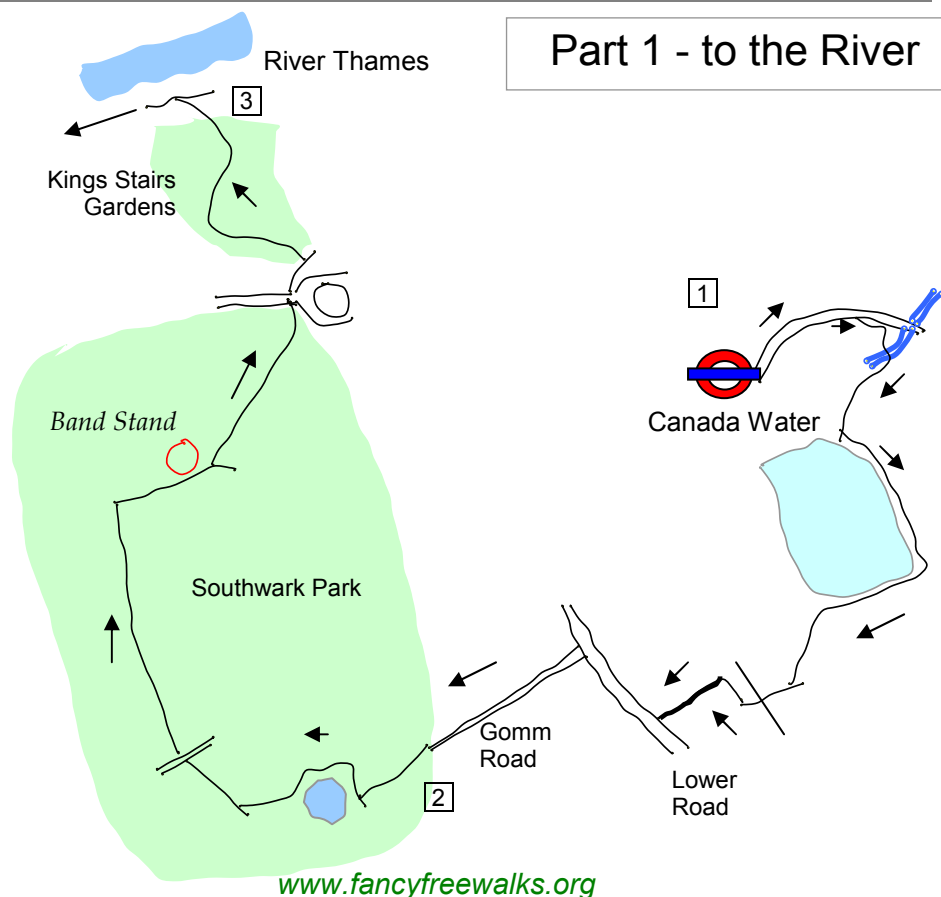 Part 1 - to the River
River Thames
3
Kings Stairs
Gardens
1
Band Stand
Canada Water
Southwark Park
Gomm
Road
2
Lower
Road
www.fancyfreewalks.org